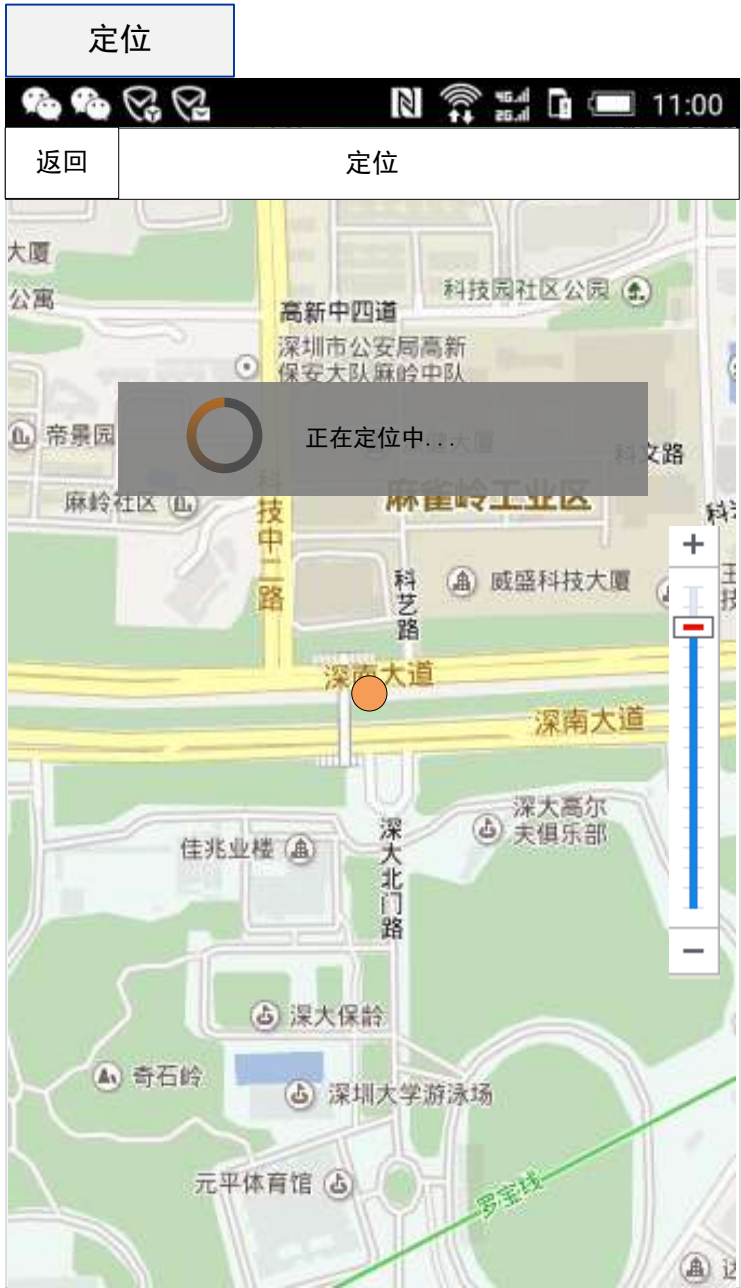 定位
4G
2G
11:00
返回
定位
大厦
公寓
科技园社区公园
高新中四道
深圳市公安局高新
保安大队麻岭中队
帝景园
正在定位中...
科文路
麻岭社区
麻雀岭工业区
科技中二路
科艺路
威盛科技大厦
+
深南大道
深南大道
深大高尔
夫俱乐部
佳兆业楼
深大北门路
−
深大保龄
奇石岭
深圳大学游泳场
元平体育馆
罗宝线